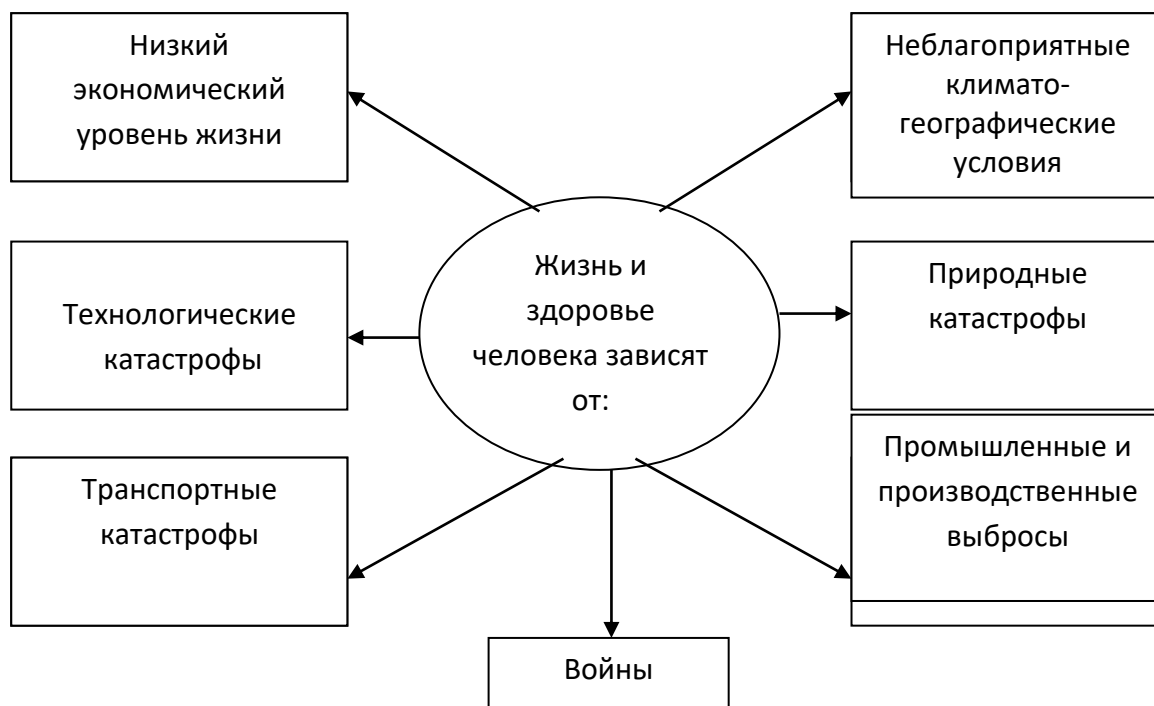 Низкий
экономический
уровень жизни
Неблагоприятные
климато-
географические
условия
Жизнь и
здоровье
человека зависят
от:
Технологические
катастрофы
Природные
катастрофы
Транспортные
катастрофы
Промышленные и
производственные
выбросы
Войны